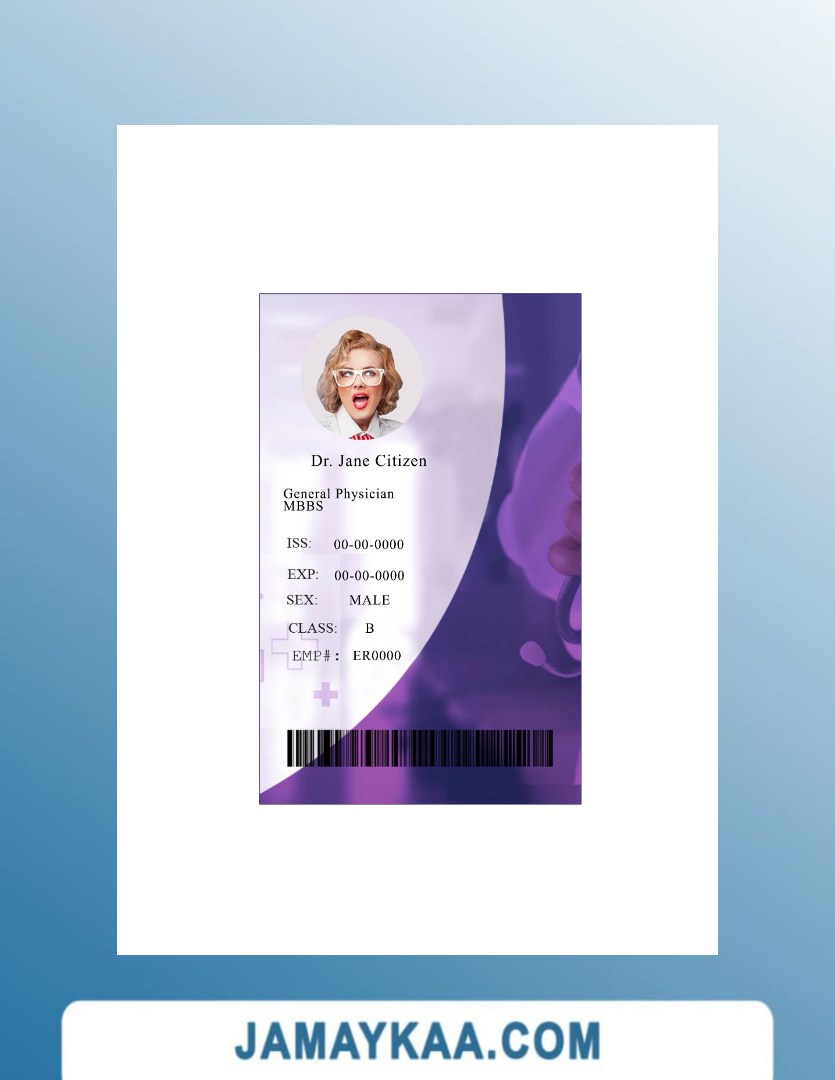 Dr. Jane Citizen
General Physician
MBBS
ISS: 00-00-0000
EXP: 00-00-0000
SEX: MALE
CLASS: B
EMP#: ER0000
JAMAYKAA.COM